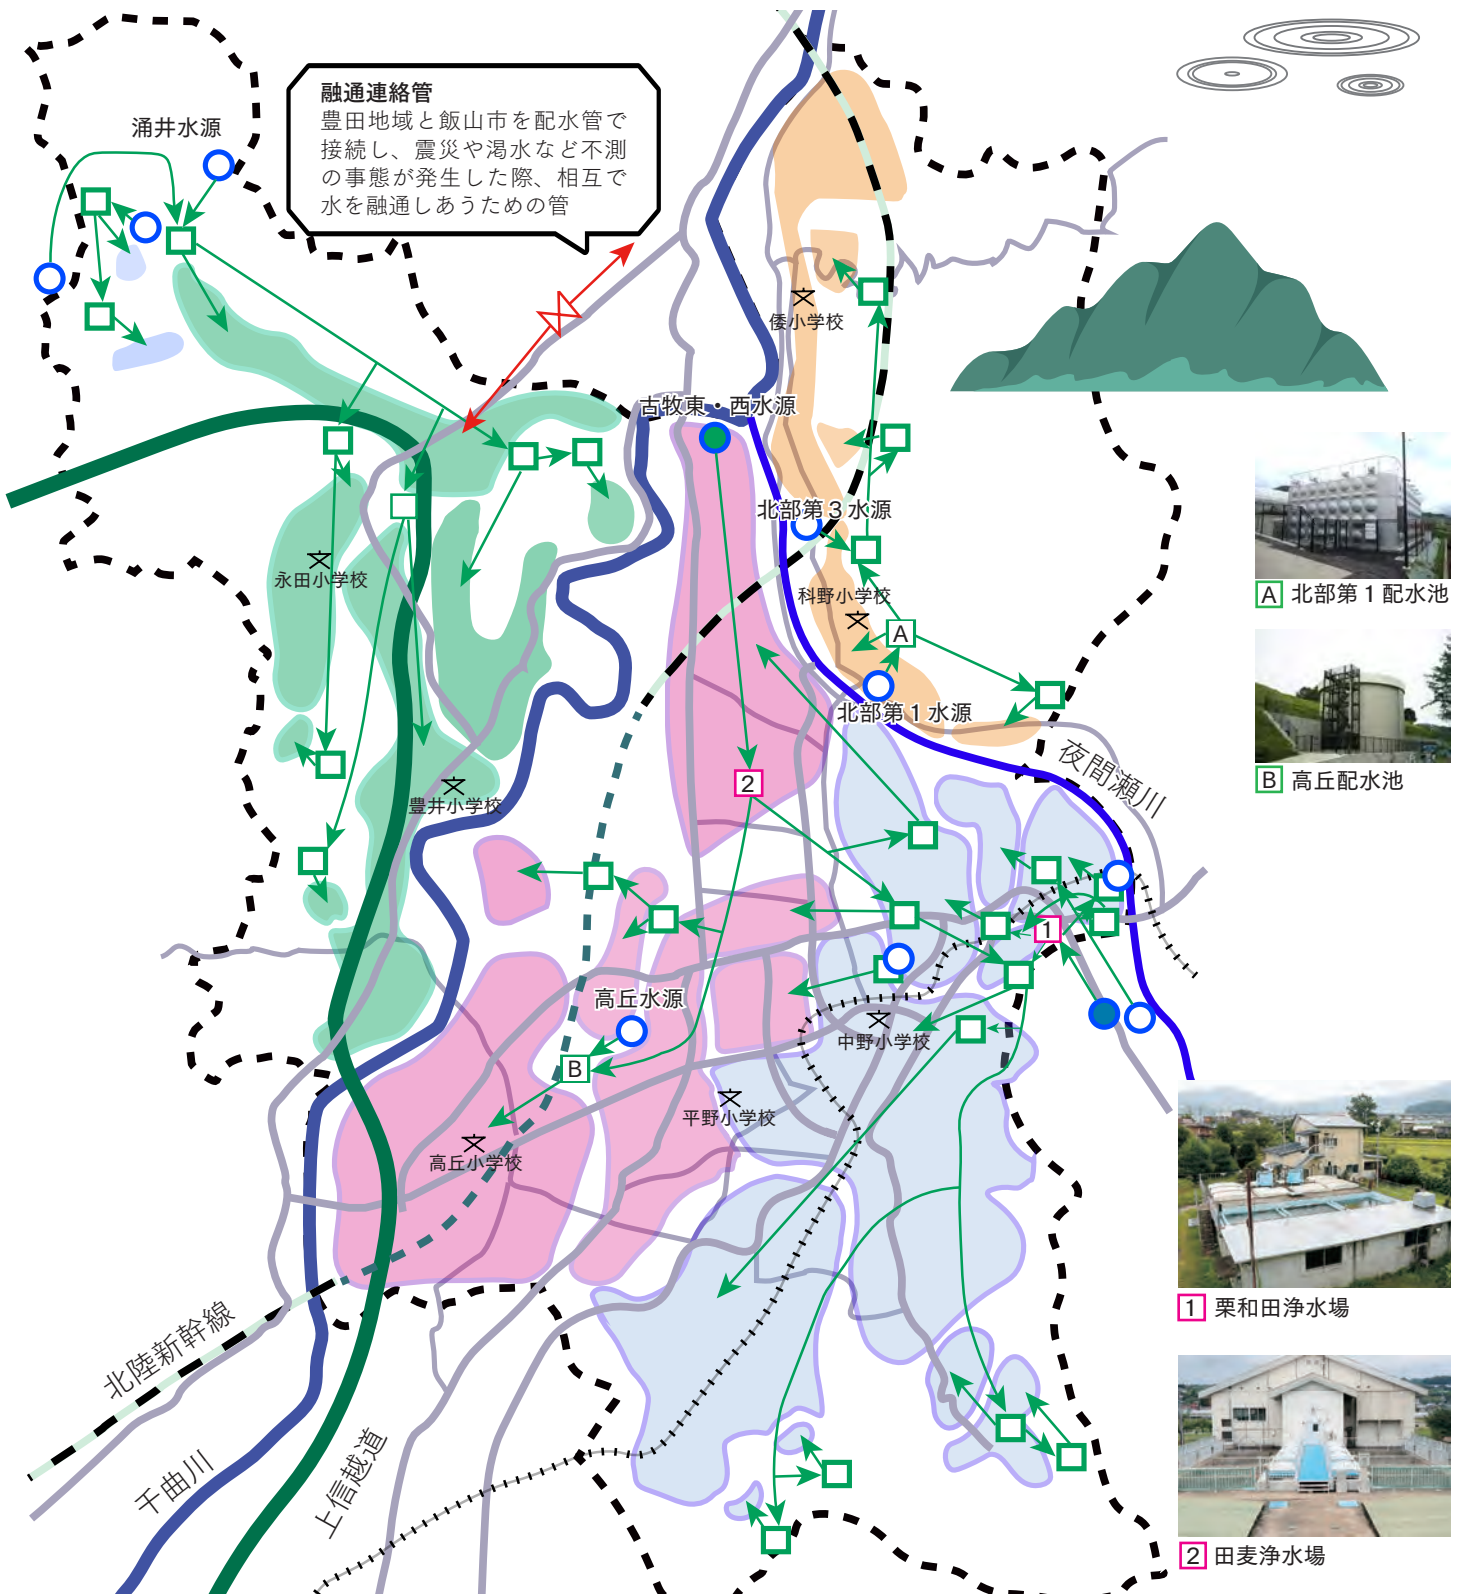 融通連絡管
豊田地域と飯山市を配水管で
接続し、震災や渇水など不測
の事態が発生した際、相互で
水を融通しあうための管
涌井水源
倭小学校
古牧東・西水源
北部第3水源
永田小学校
科野小学校
A
北部第1水源
夜間瀬川
2
豊井小学校
1
高丘水源
中野小学校
B
平野小学校
高丘小学校
北陸新幹線
千曲川
上信越道
A 北部第1配水池
B 高丘配水池
1 栗和田浄水場
2 田麦浄水場